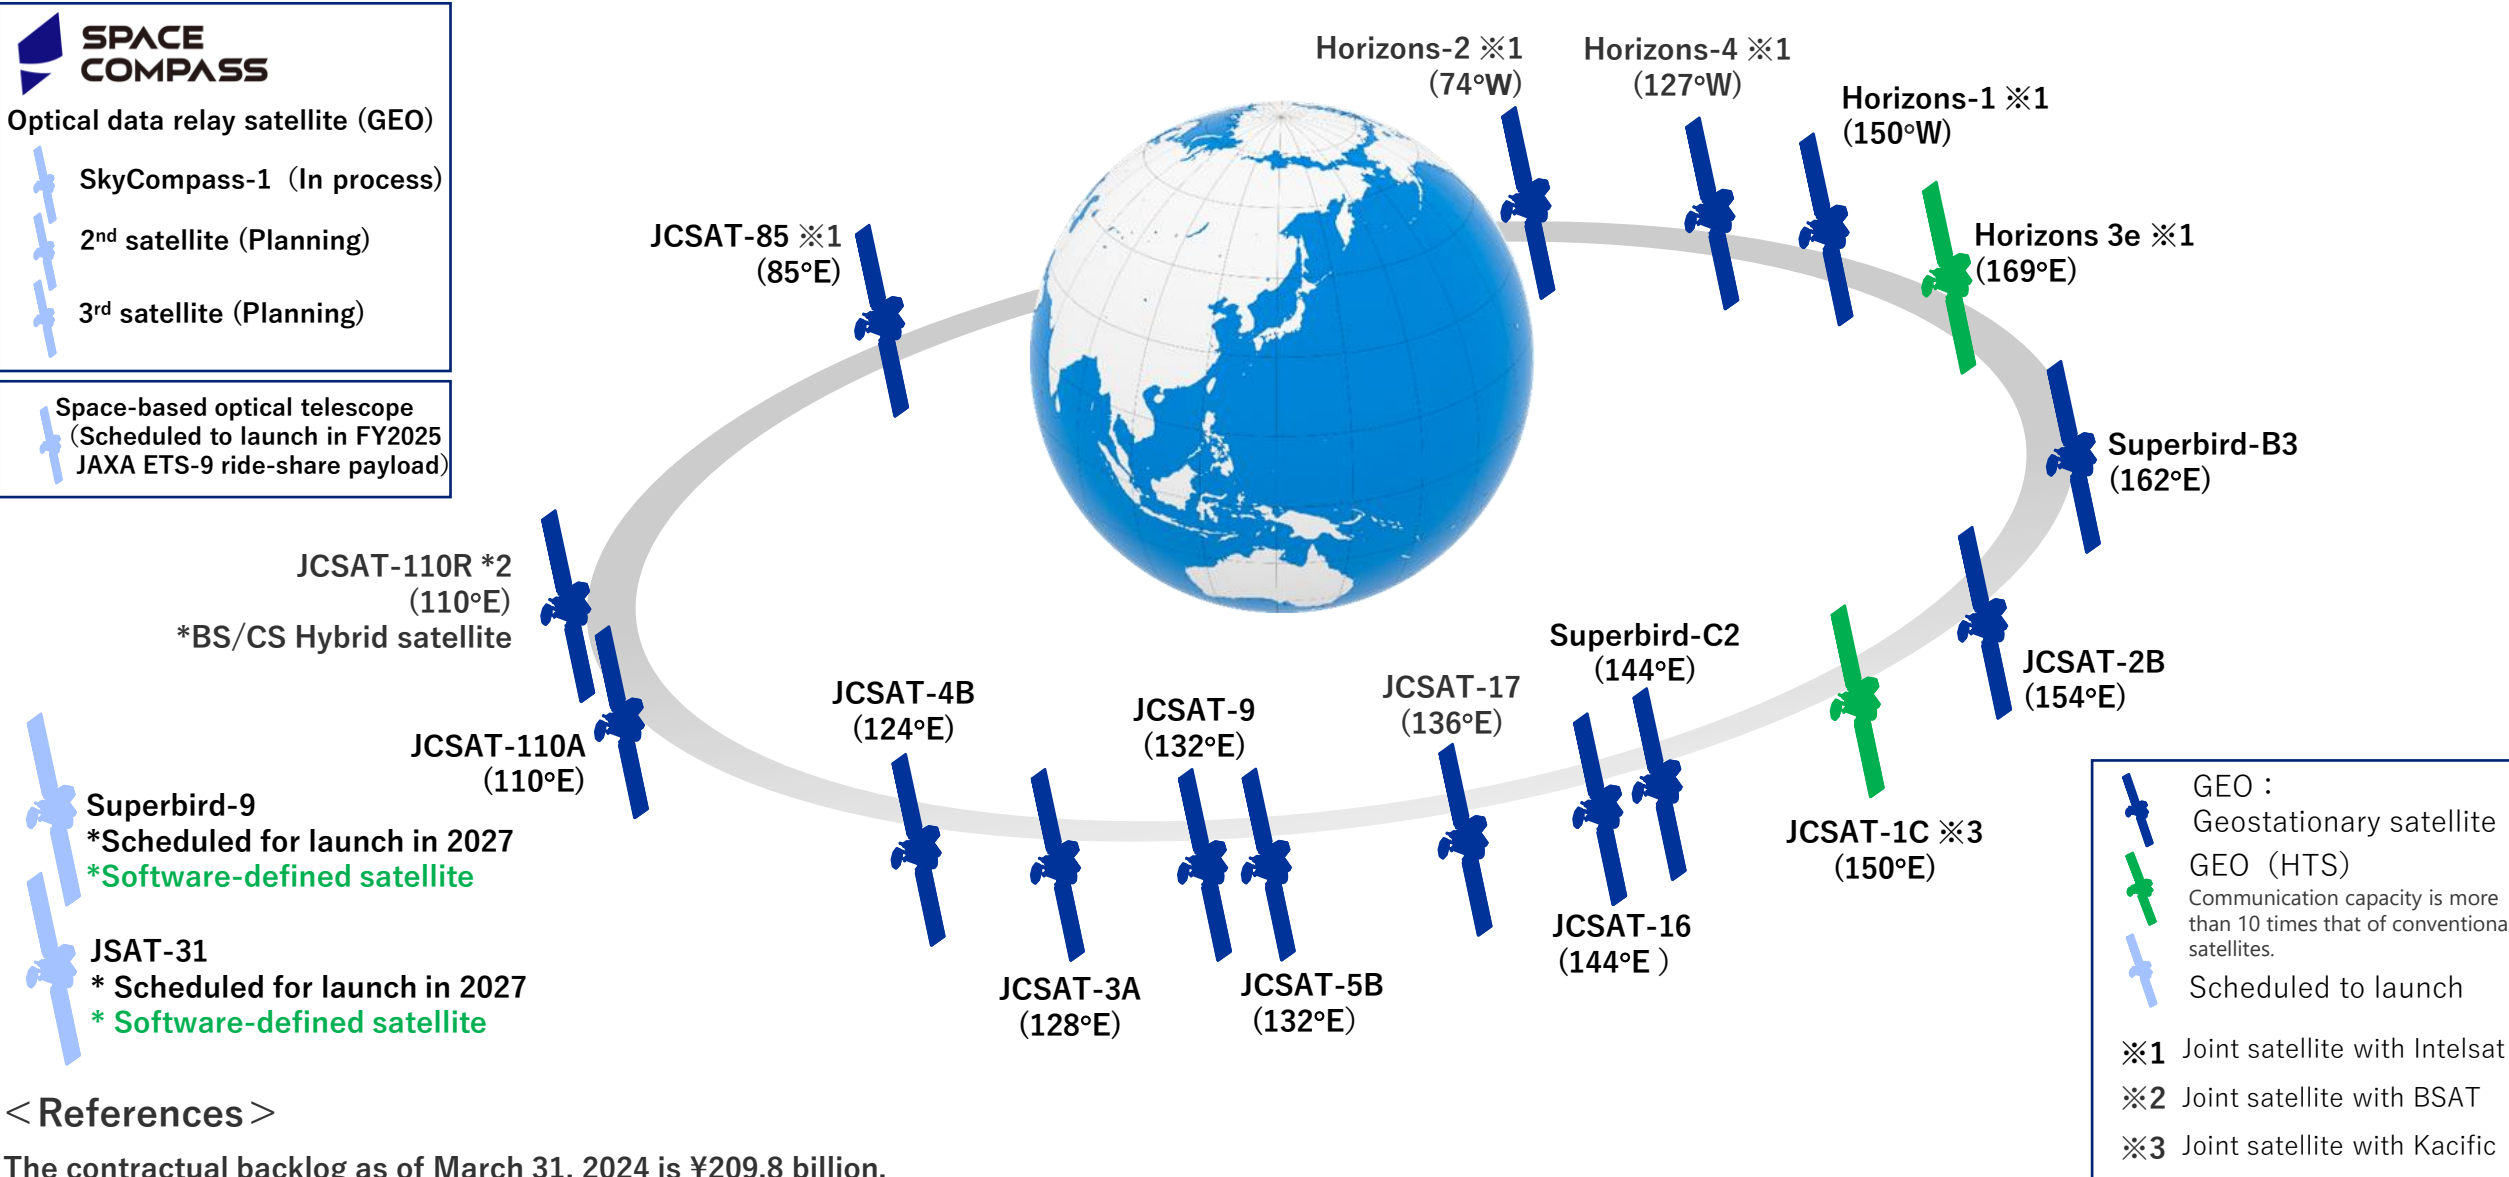 SPACE
COMPASS
Optical data relay satellite (GEO)
SkyCompass-1 (In process)
2nd satellite (Planning)
3rd satellite (Planning)
Space-based optical telescope
(Scheduled to launch in FY2025
JAXA ETS-9 ride-share payload)
Horizons-2 ※1
(74°W)
Horizons-4 ※1
(127°W)
Horizons-1 ※1
(150°W)
Horizons 3e ※1
(169°E)
JCSAT-85 ※1
(85°E)
Superbird-B3
(162°E)
JCSAT-110R *2
(110°E)
*BS/CS Hybrid satellite
JCSAT-110A
(110°E)
JCSAT-4B
(124°E)
JCSAT-3A
(128°E)
JCSAT-9
(132°E)
JCSAT-5B
(132°E)
JCSAT-17
(136°E)
Superbird-C2
(144°E)
JCSAT-16
(144°E )
JCSAT-1C ※3
(150°E)
JCSAT-2B
(154°E)
Superbird-9
*Scheduled for launch in 2027
*Software-defined satellite
JSAT-31
* Scheduled for launch in 2027
* Software-defined satellite
GEO：
Geostationary satellite
GEO（HTS）
Communication capacity is more
than 10 times that of conventiona
satellites.
Scheduled to launch
※1 Joint satellite with Intelsat
※2 Joint satellite with BSAT
※3 Joint satellite with Kacific
＜References＞
The contractual backlog as of March 31, 2024 is ¥209.8 billion.